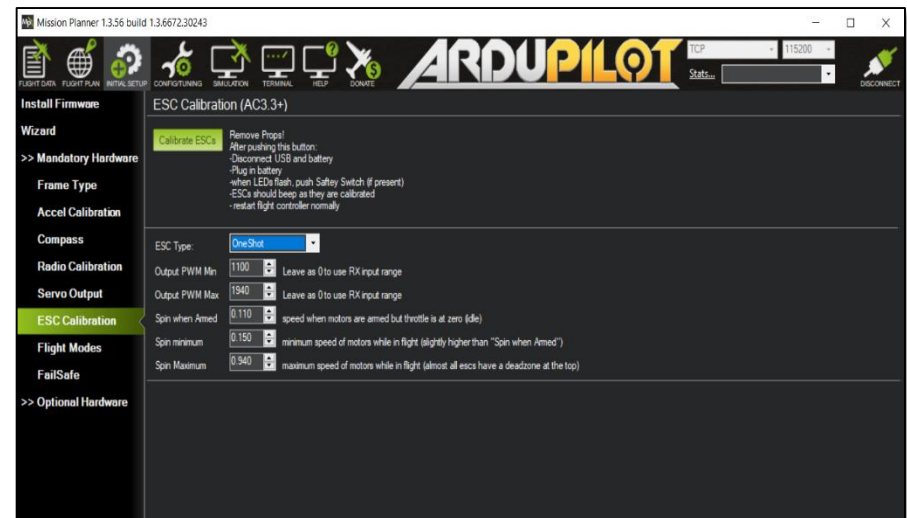 Mission Planner 1.3.56 build 1.3.6672.30243
FLIGHT DATA FLIGHT PLAN INITIAL SETUP CONFIG/TUNING SIMULATION TERMINAL HELP DONATE
ARDUPILOT
TCP 115200
Stats...
DISCONNECT
Install Firmware
Wizard
>> Mandatory Hardware
Frame Type
Accel Calibration
Compass
Radio Calibration
Servo Output
ESC Calibration
Flight Modes
FailSafe
>> Optional Hardware
ESC Calibration (AC3.3+)
Calibrate ESCs
Remove Props!
After pushing this button:
-Disconnect USB and battery
-Plug in battery
-when LEDs flash, push Saftey Switch (if present)
-ESCs should beep as they are calibrated
- restart flight controller normally
ESC Type: OneShot
Output PWM Min 1100 Leave as 0 to use RX input range
Output PWM Max 1940 Leave as 0 to use RX input range
Spin when Armed 0.110 speed when motors are armed but throttle is at zero (idle)
Spin minimum 0.150 minimum speed of motors while in flight (slightly higher than "Spin when Armed")
Spin Maximum 0.940 maximum speed of motors while in flight (almost all escs have a deadzone at the top)